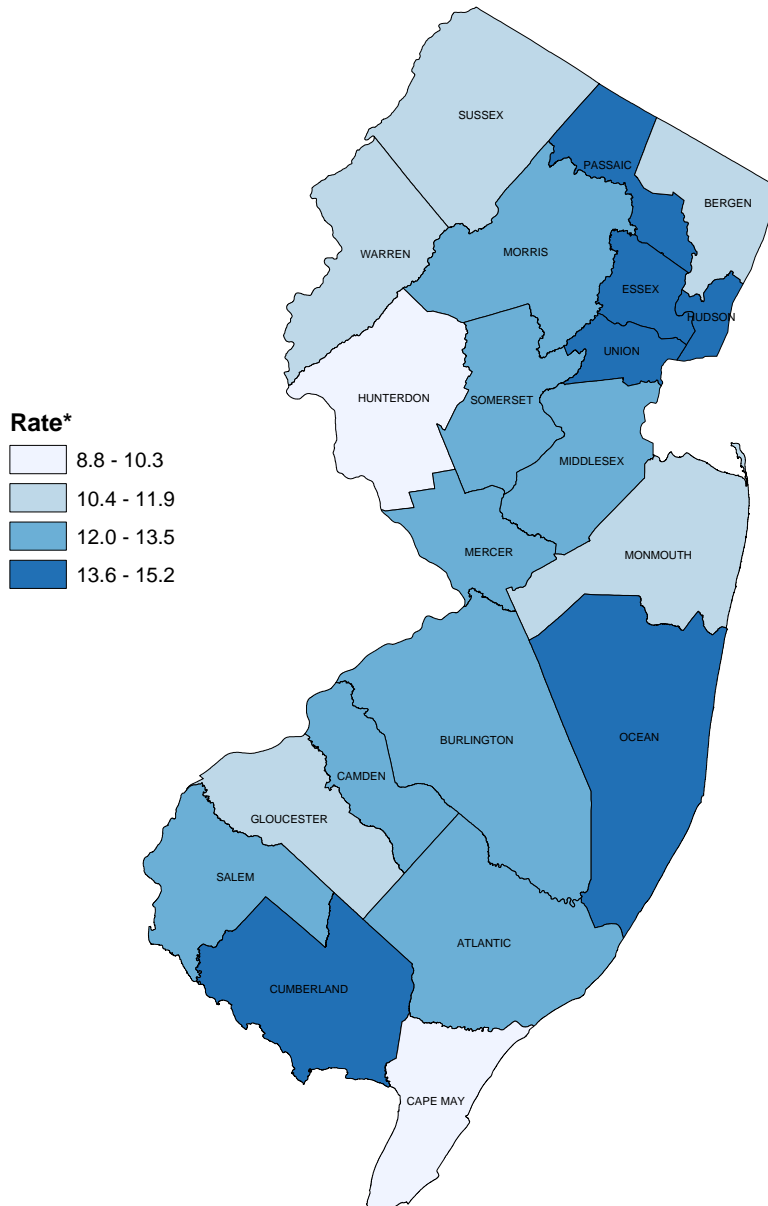 SUSSEX
PASSAIC
BERGEN
WARREN
MORRIS
ESSEX
HUDSON
UNION
HUNTERDON
SOMERSET
Rate*
8.8 - 10.3
10.4 - 11.9
12.0 - 13.5
13.6 - 15.2
MIDDLESEX
MERCER
MONMOUTH
OCEAN
BURLINGTON
CAMDEN
GLOUCESTER
SALEM
ATLANTIC
CUMBERLAND
CAPE MAY